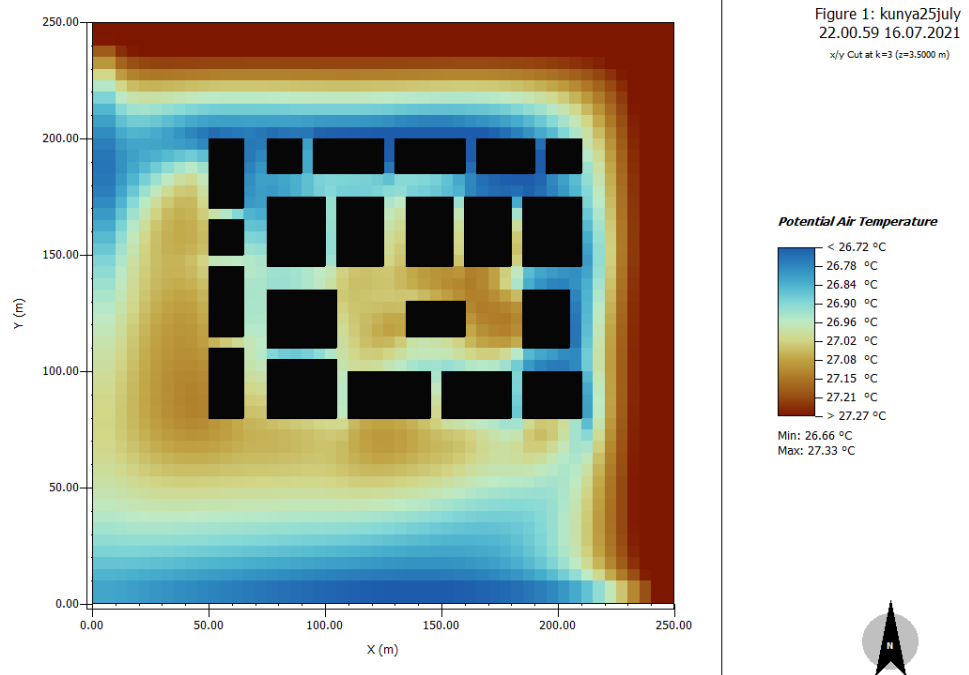 Figure 1: kunya25july
22.00.59 16.07.2021
x/y Cut at k=3 (z=3.5000 m)
250.00
200.00
150.00
100.00
50.00
0.00
Y (m)
0.00 50.00 100.00 150.00 200.00 250.00
X (m)
Potential Air Temperature
< 26.72 °C
26.78 °C
26.84 °C
26.90 °C
26.96 °C
27.02 °C
27.08 °C
27.15 °C
27.21 °C
> 27.27 °C
Min: 26.66 °C
Max: 27.33 °C
N